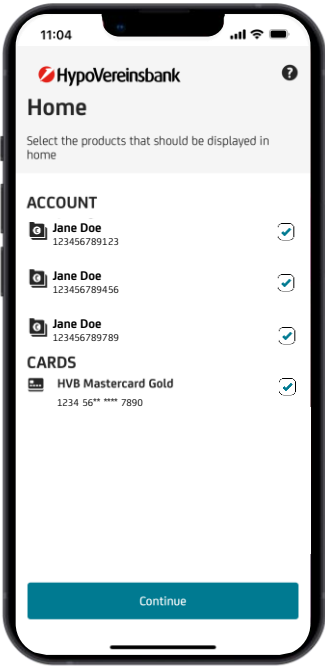 11:04
HypoVereinsbank
?
Home
Select the products that should be displayed in
home
ACCOUNT
Jane Doe
123456789123
Jane Doe
123456789456
Jane Doe
123456789789
CARDS
HVB Mastercard Gold
1234 56** **** 7890
Continue